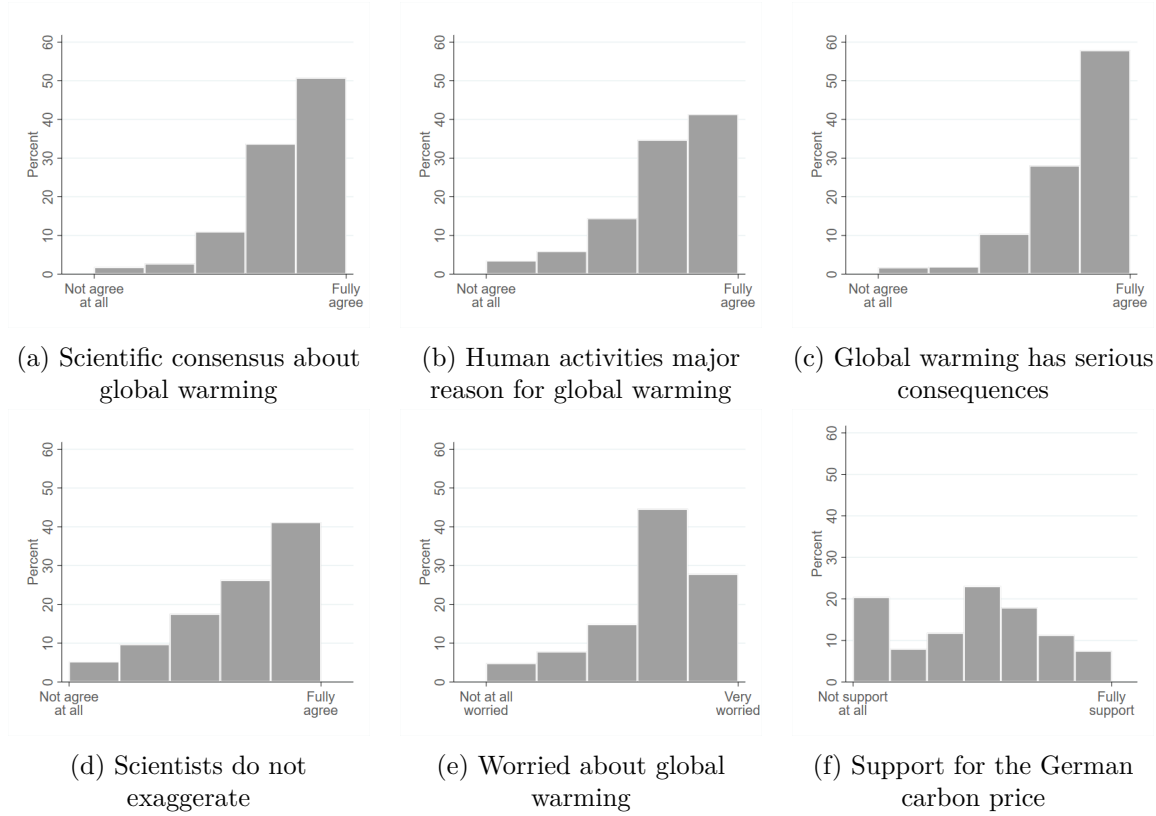 60
50
40
30
20
10
0
Percent
Not agree
at all
Fully
agree
(a) Scientific consensus about
global warming
60
50
40
30
20
10
0
Percent
Not agree
at all
Fully
agree
(b) Human activities major
reason for global warming
60
50
40
30
20
10
0
Percent
Not agree
at all
Fully
agree
(c) Global warming has serious
consequences
60
50
40
30
20
10
0
Percent
Not agree
at all
Fully
agree
(d) Scientists do not
exaggerate
60
50
40
30
20
10
0
Percent
Not at all
worried
Very
worried
(e) Worried about global
warming
60
50
40
30
20
10
0
Percent
Not support
at all
Fully
support
(f) Support for the German
carbon price